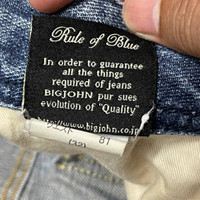 Rule of Blue
In order to guarantee
all the things
required of jeans
BIGJOHN pur sues
evolution of "Quality"
www.bigjohn.co.jp
81